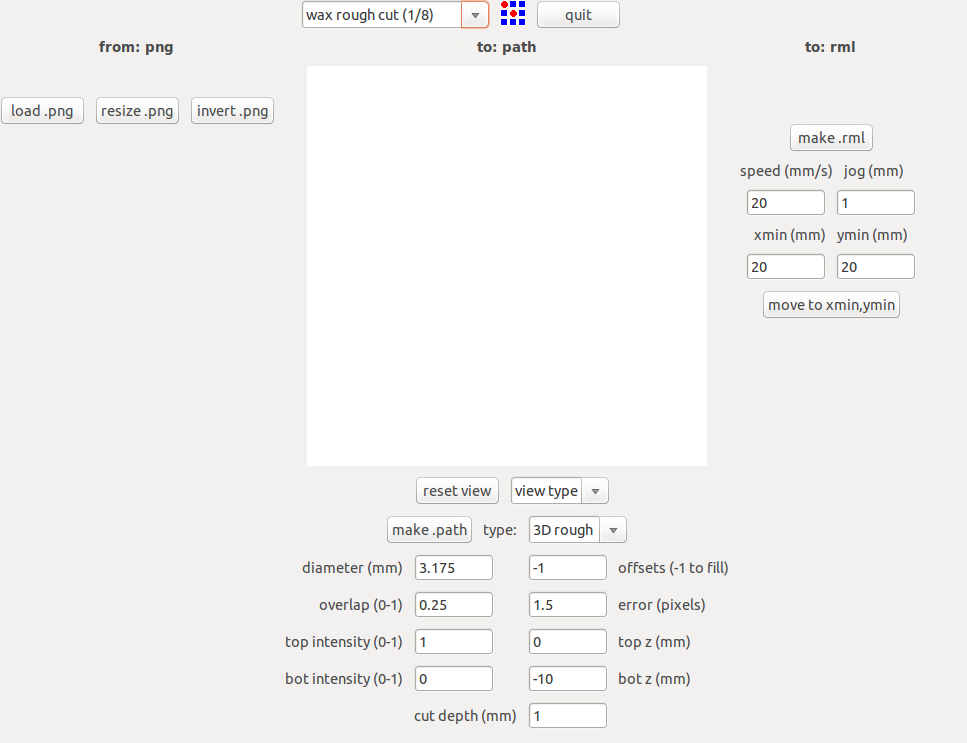 wax rough cut (1/8) quit
from: png to: path to: rml
load .png resize .png invert .png
make .rml
speed (mm/s) jog (mm)
20 1
xmin (mm) ymin (mm)
20 20
move to xmin,ymin
reset view view type
make .path type: 3D rough
diameter (mm) 3.175 -1 offsets (-1 to fill)
overlap (0-1) 0.25 1.5 error (pixels)
top intensity (0-1) 1 0 top z (mm)
bot intensity (0-1) 0 -10 bot z (mm)
cut depth (mm) 1